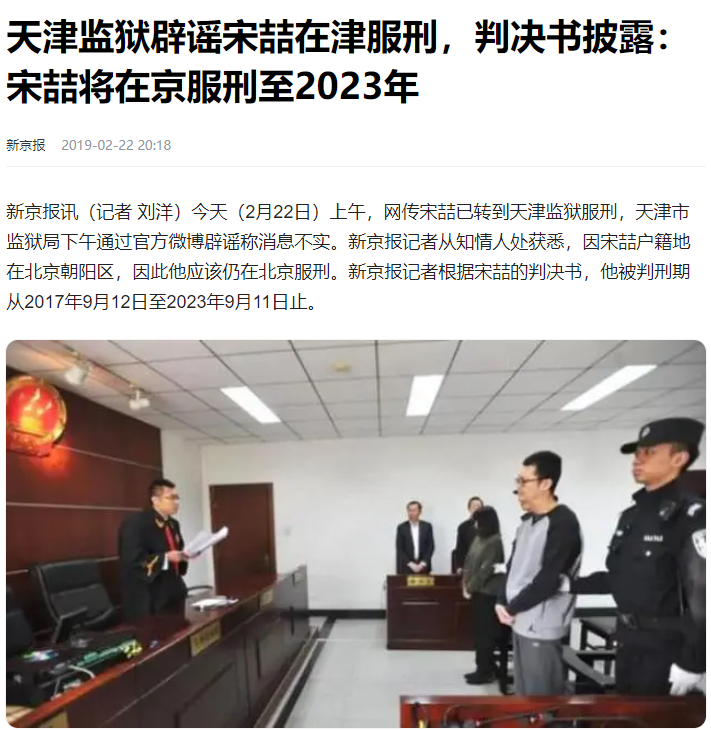 天津监狱辟谣宋喆在津服刑，判决书披露：
宋喆将在京服刑至2023年
新京报 2019-02-22 20:18
新京报讯（记者 刘洋）今天（2月22日）上午，网传宋喆已转到天津监狱服刑，天津市
监狱局下午通过官方微博辟谣称消息不实。新京报记者从知情人处获悉，因宋喆户籍地
在北京朝阳区，因此他应该仍在北京服刑。新京报记者根据宋喆的判决书，他被判刑期
从2017年9月12日至2023年9月11日止。